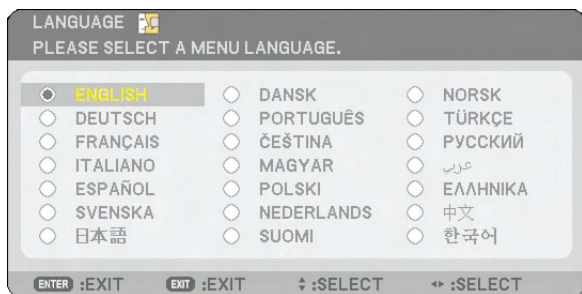 LANGUAGE
PLEASE SELECT A MENU LANGUAGE.
ENGLISH DANSK NORSK
DEUTSCH PORTUGUÊS TÜRKÇE
FRANÇAIS ČEŠTINA РУССКИЙ
ITALIANO MAGYAR عربي
ESPAÑOL POLSKI ΕΛΛΗΝΙΚΑ
SVENSKA NEDERLANDS 中文
日本語 SUOMI 한국어
ENTER :EXIT EXIT :EXIT :SELECT :SELECT